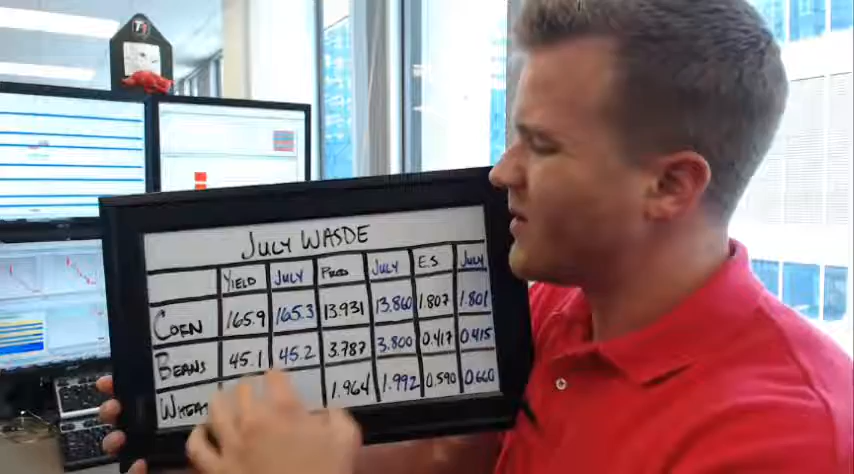 JULY WASDE
YIELD JULY PROD JULY E.S JULY
CORN 165.9 165.3 13.931 13.860 1.807 1.801
BEANS 45.1 45.2 3.787 3.800 0.417 0.415
WHEAT 1.964 1.992 0.590 0.660